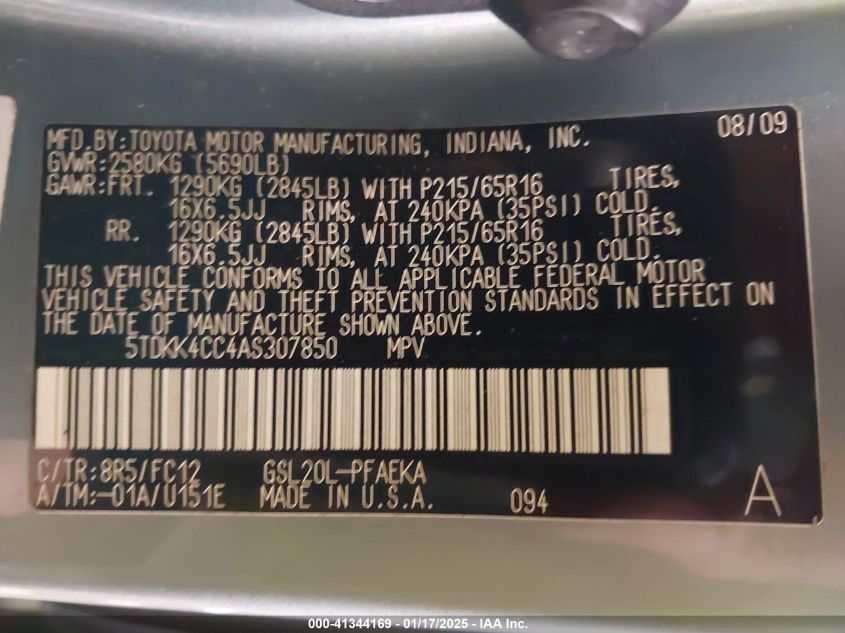 MFD.BY:TOYOTA MOTOR MANUFACTURING, INDIANA, INC. 08/09
GVWR:2580KG (5690LB)
GAWR:FRT. 1290KG (2845LB) WITH P215/65R16 TIRES,
16X6.5JJ RIMS, AT 240KPA (35PSI) COLD.
RR. 1290KG (2845LB) WITH P215/65R16 TIRES,
16X6.5JJ RIMS, AT 240KPA (35PSI) COLD.
THIS VEHICLE CONFORMS TO ALL APPLICABLE FEDERAL MOTOR
VEHICLE SAFETY AND THEFT PREVENTION STANDARDS IN EFFECT ON
THE DATE OF MANUFACTURE SHOWN ABOVE.
5TDKK4CC4AS307850 MPV
C/TR:8R5/FC12 GSL20L-PFAEKA
A/TM:-01A/U151E MADE IN U.S.A. 094 A
000-41344169 - 01/17/2025 - IAA Inc.